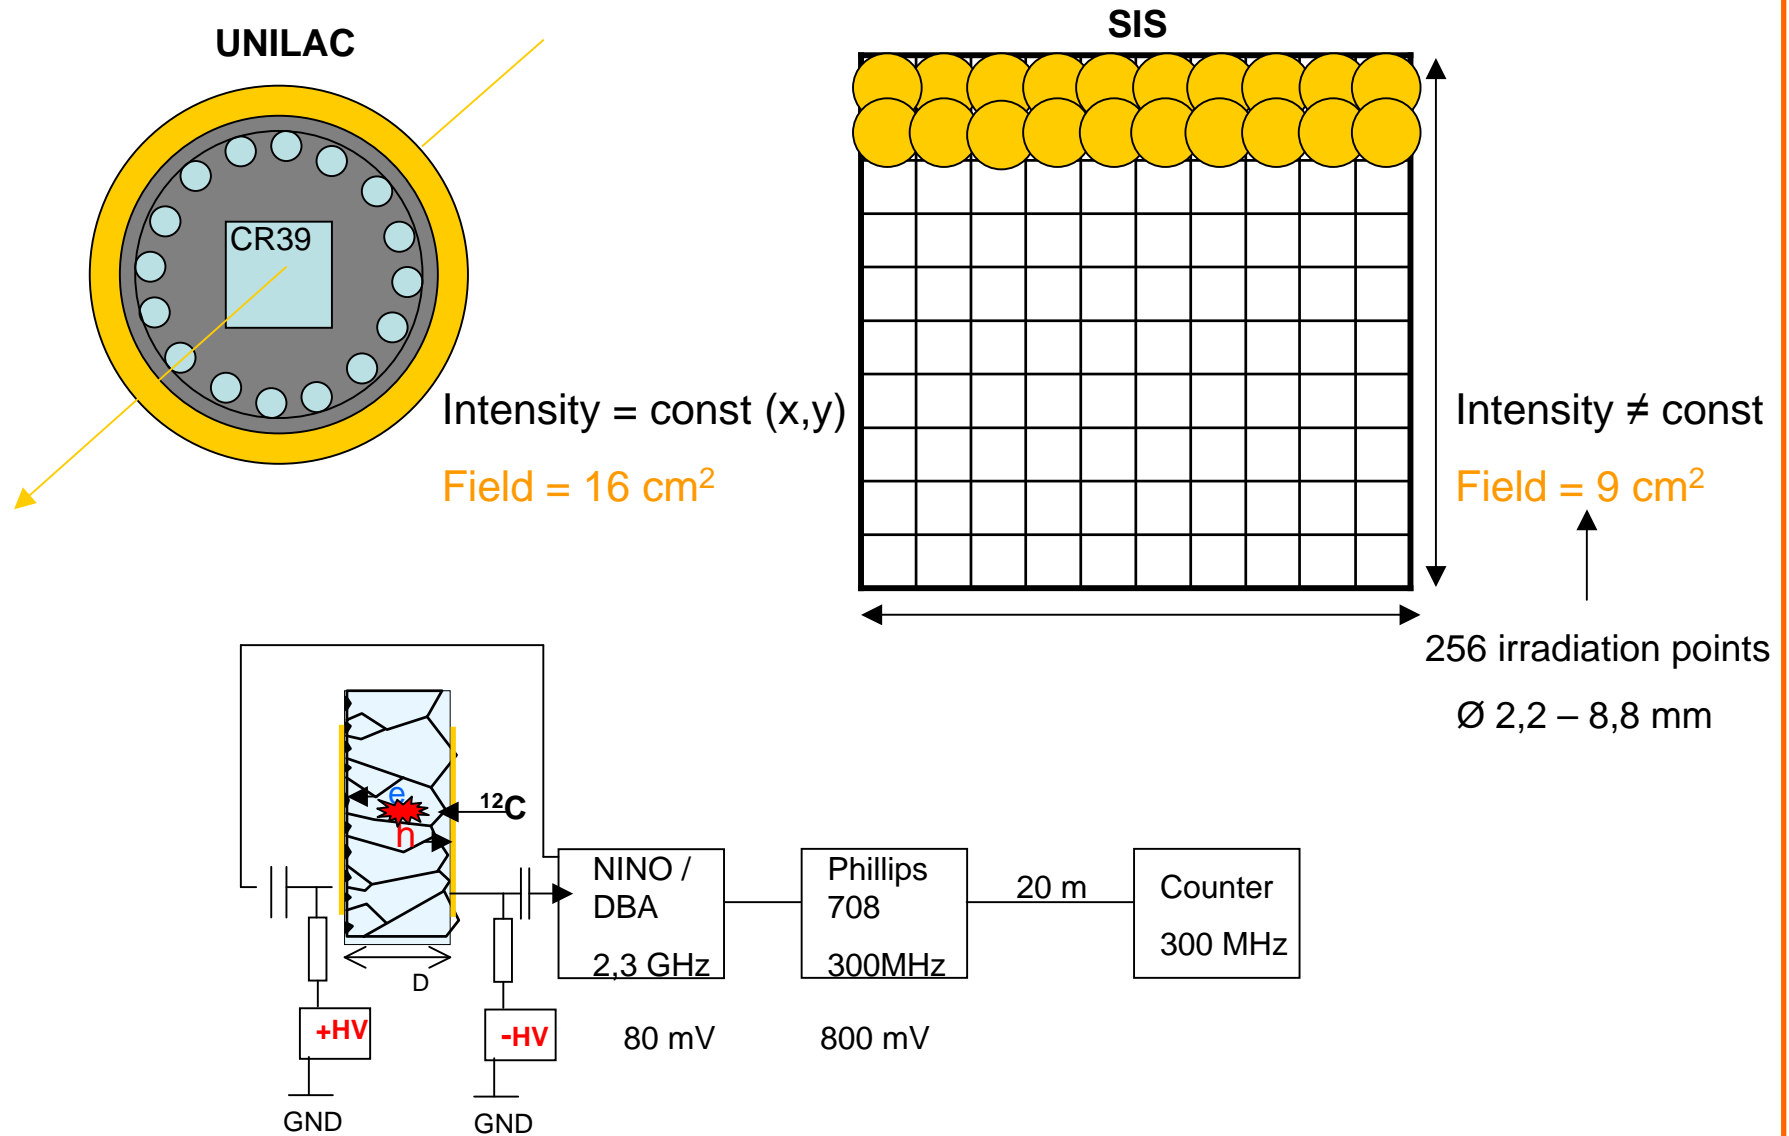 UNILAC
SIS
CR39
Intensity = const (x,y)
Field = 16 cm²
Intensity ≠ const
Field = 9 cm²
256 irradiation points
Ø 2,2 – 8,8 mm
e
h
¹²C
D
+HV
-HV
GND
GND
NINO /
DBA
2,3 GHz
80 mV
Phillips
708
300MHz
800 mV
20 m
Counter
300 MHz